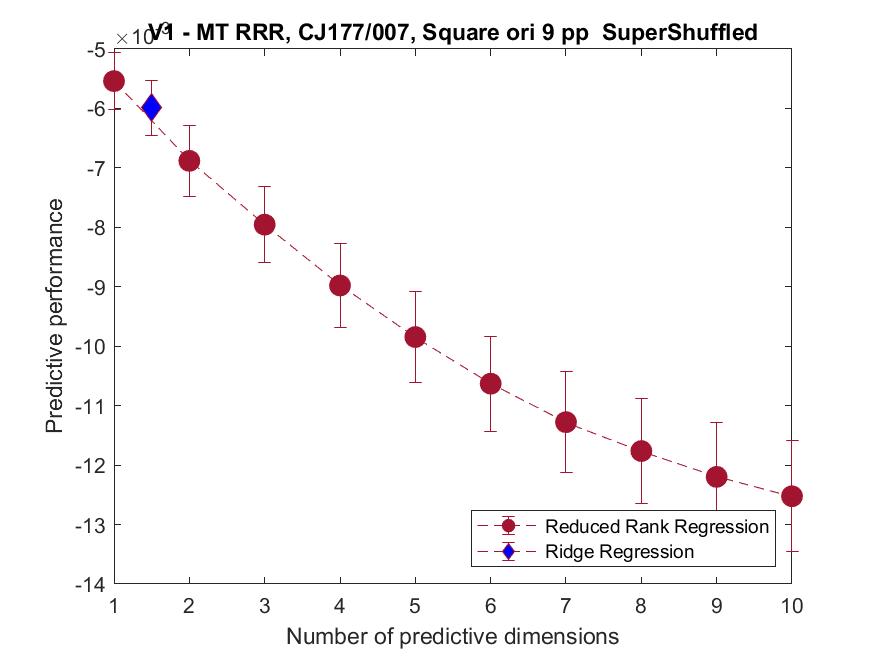 V1 - MT RRR, CJ177/007, Square ori 9 pp  SuperShuffled
-5
-6
-7
-8
-9
-10
-11
-12
-13
-14
Predictive performance
1 2 3 4 5 6 7 8 9 10
Number of predictive dimensions
Reduced Rank Regression
Ridge Regression